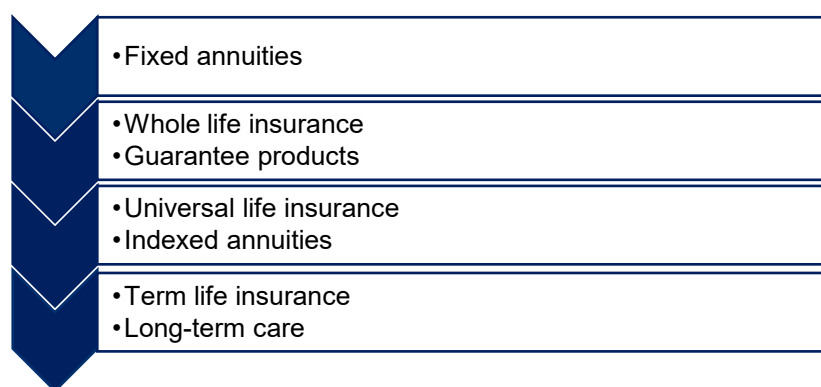 •Fixed annuities
•Whole life insurance
•Guarantee products
•Universal life insurance
•Indexed annuities
•Term life insurance
•Long-term care